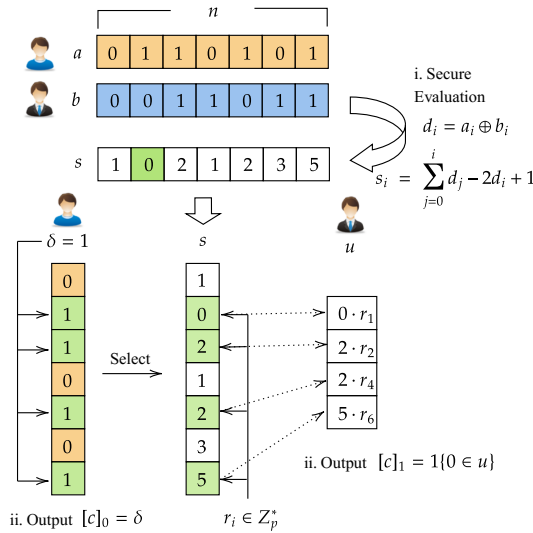 n
a 0 1 1 0 1 0 1
b 0 0 1 1 0 1 1
i. Secure
Evaluation
d_i = a_i ⊕ b_i
s 1 0 2 1 2 3 5
s_i = \sum_{j=0}^{i} d_j − 2d_i + 1
δ = 1
s
u
0
1
1
0
1
0
1
Select
1
0
2
1
2
3
5
0 · r_1
2 · r_2
2 · r_4
5 · r_6
ii. Output [c]_1 = 1{0 ∈ u}
ii. Output [c]_0 = δ
r_i ∈ Z_p^*